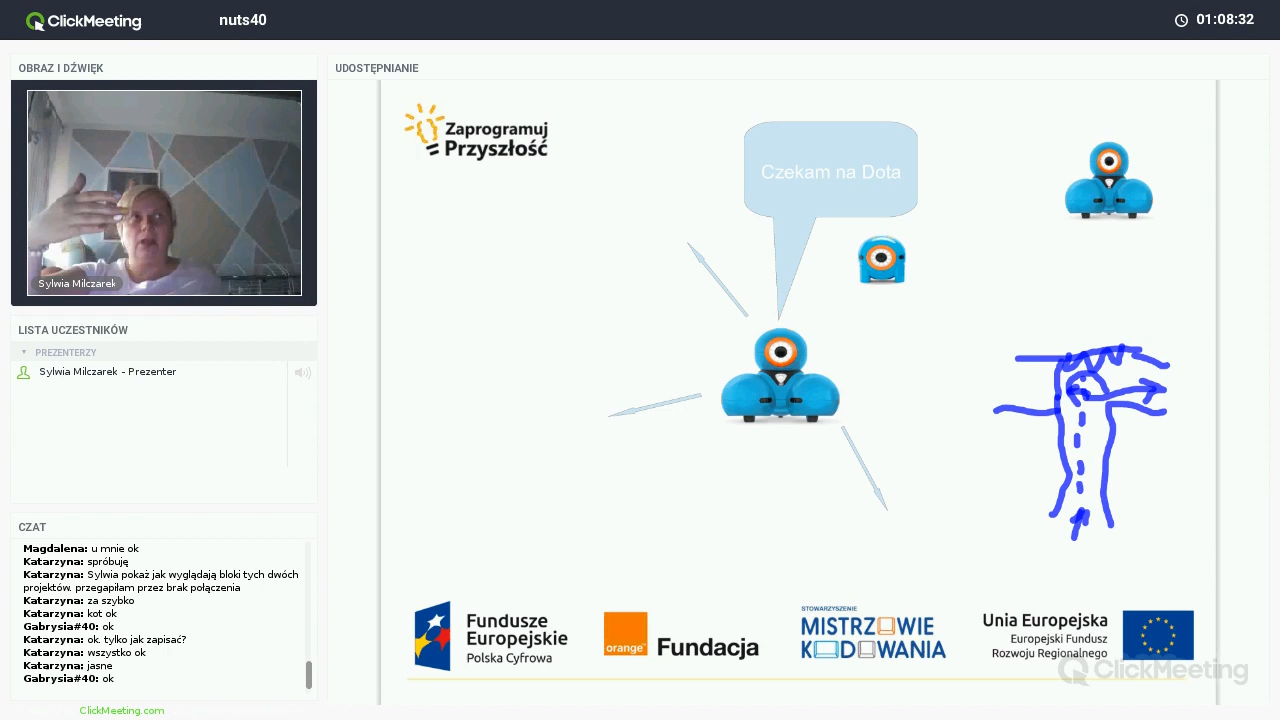 ClickMeeting
nuts40
01:08:32
OBRAZ I DŹWIĘK
Sylwia Milczarek
LISTA UCZESTNIKÓW
PREZENTERZY
Sylwia Milczarek - Prezenter
CZAT
Magdalena: u mnie ok
Katarzyna: spróbuję
Katarzyna: Sylwia pokaż jak wyglądają bloki tych dwóch
projektów. przegapiłam przez brak połączenia
Katarzyna: za szybko
Katarzyna: kot ok
Gabrysia#40: ok
Katarzyna: ok. tylko jak zapisać?
Katarzyna: wszystko ok
Katarzyna: jasne
Gabrysia#40: ok
ClickMeeting.com
UDOSTĘPNIANIE
Zaprogramuj
Przyszłość
Czekam na Dota
Fundusze
Europejskie
Polska Cyfrowa
orange
Fundacja
STOWARZYSZENIE
MISTRZOWIE
KODOWANIA
Unia Europejska
Europejski Fundusz
Rozwoju Regionalnego
ClickMeeting